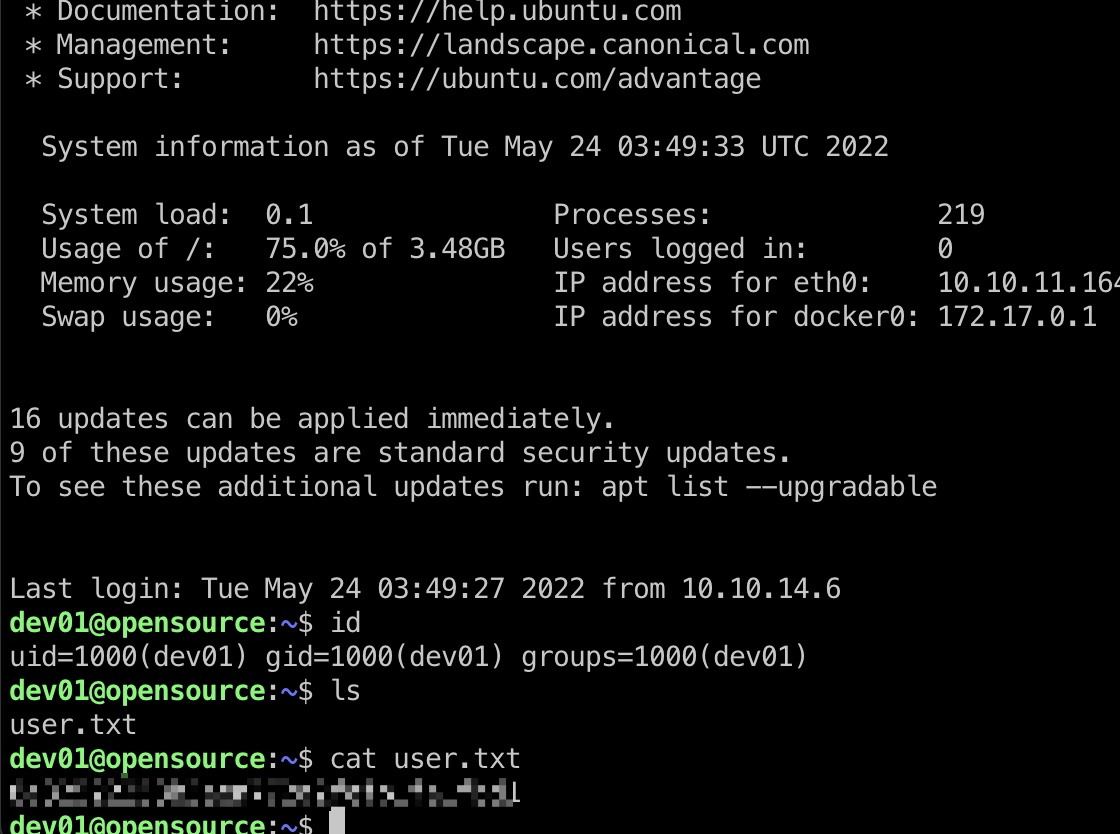 * Documentation:  https://help.ubuntu.com
* Management:     https://landscape.canonical.com
* Support:        https://ubuntu.com/advantage
System information as of Tue May 24 03:49:33 UTC 2022
System load:  0.1               Processes:              219
Usage of /:   75.0% of 3.48GB   Users logged in:        0
Memory usage: 22%               IP address for eth0:    10.10.11.164
Swap usage:   0%                IP address for docker0: 172.17.0.1
16 updates can be applied immediately.
9 of these updates are standard security updates.
To see these additional updates run: apt list --upgradable
Last login: Tue May 24 03:49:27 2022 from 10.10.14.6
dev01@opensource:~$ id
uid=1000(dev01) gid=1000(dev01) groups=1000(dev01)
dev01@opensource:~$ ls
user.txt
dev01@opensource:~$ cat user.txt
dev01@opensource:~$